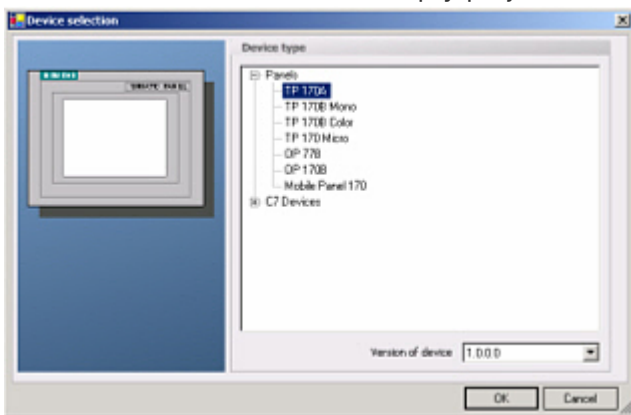 Device selection
Device type
SIEMENS
SIMATIC PANEL
Panels
TP 170A
TP 170B Mono
TP 170B Color
TP 170 Micro
OP 77B
OP 170B
Mobile Panel 170
C7 Devices
Version of device 1.0.0.0
OK Cancel